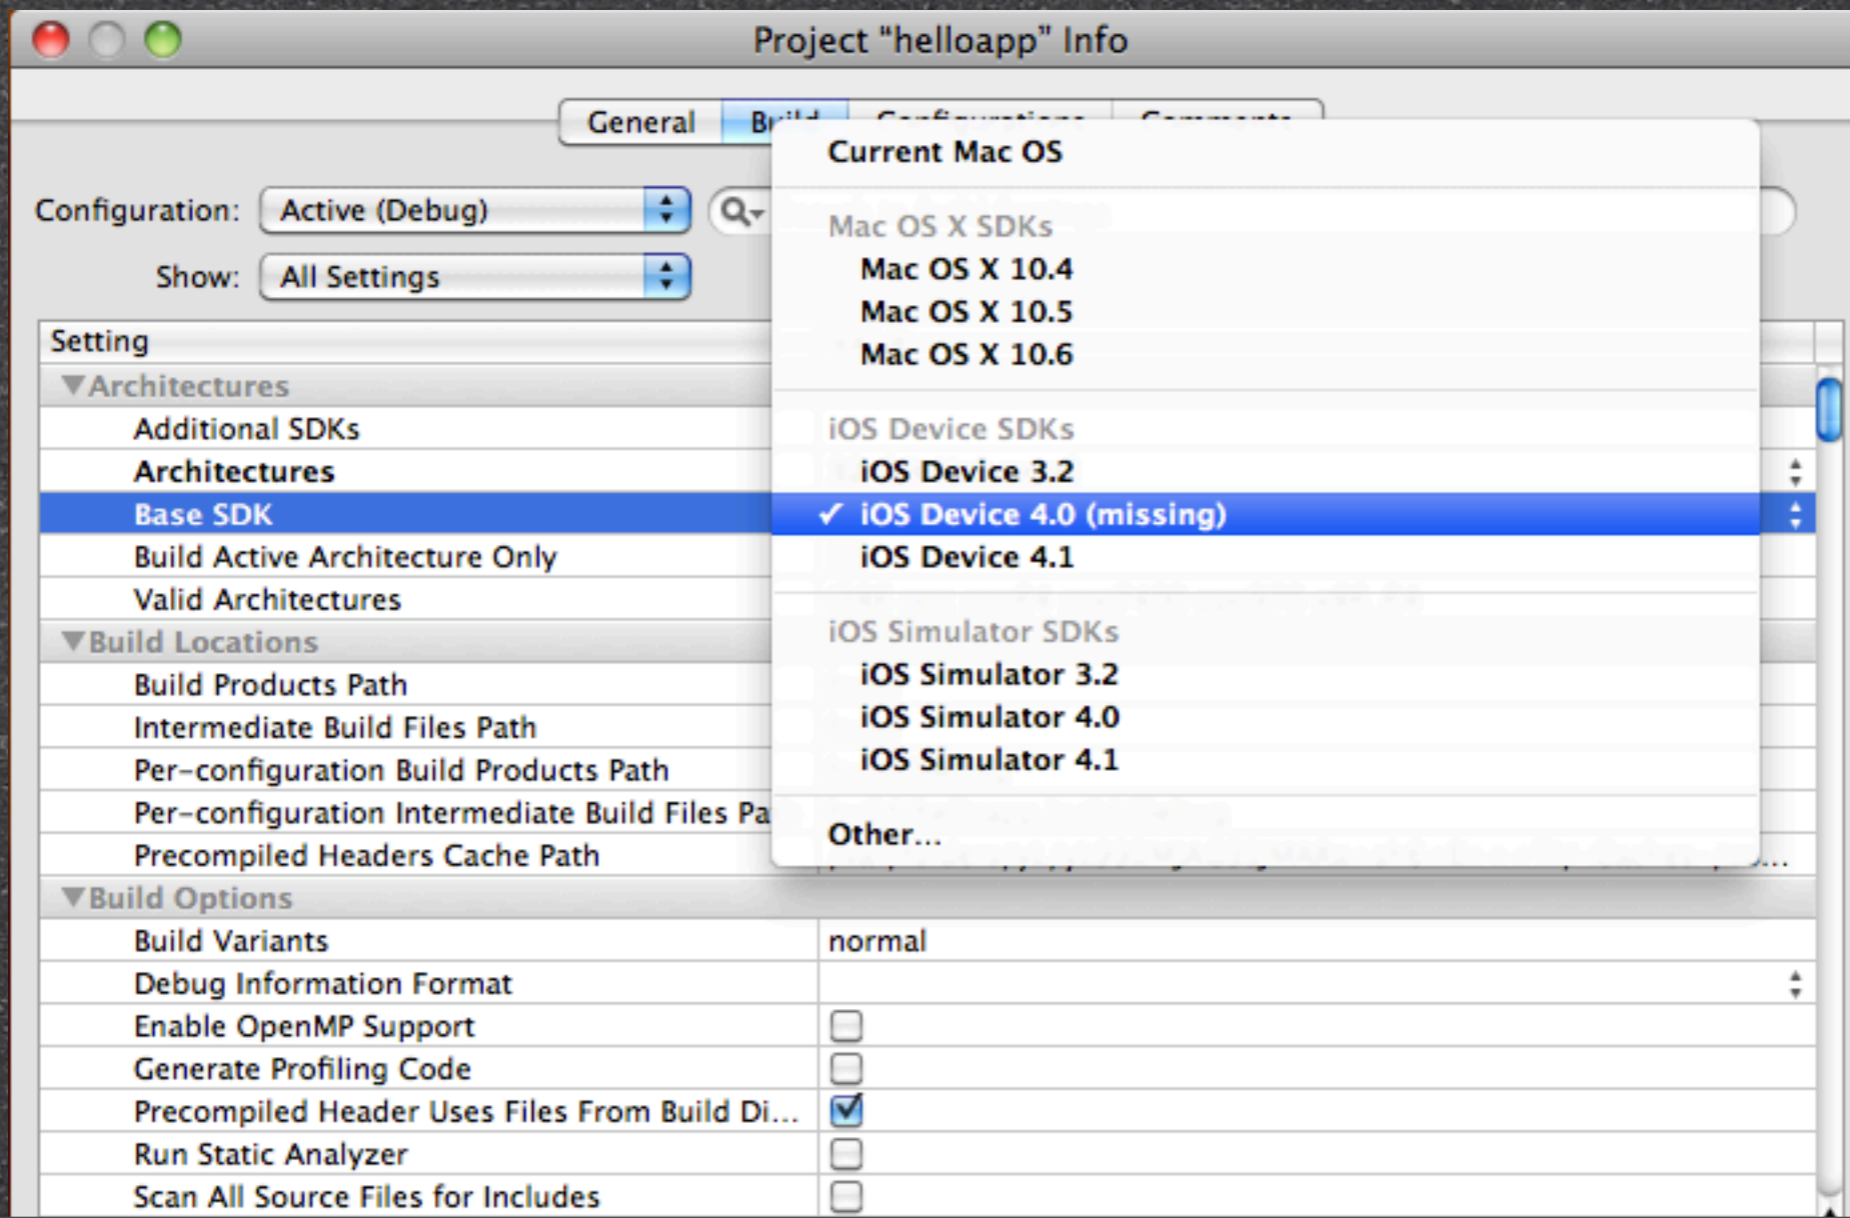 Project “helloapp” Info
General Build Configurations Comments
Configuration: Active (Debug)
Show: All Settings
Setting
Architectures
Additional SDKs
Architectures
Base SDK
Build Active Architecture Only
Valid Architectures
Build Locations
Build Products Path
Intermediate Build Files Path
Per-configuration Build Products Path
Per-configuration Intermediate Build Files Pa
Precompiled Headers Cache Path
Current Mac OS
Mac OS X SDKs
Mac OS X 10.4
Mac OS X 10.5
Mac OS X 10.6
iOS Device SDKs
iOS Device 3.2
✓ iOS Device 4.0 (missing)
iOS Device 4.1
iOS Simulator SDKs
iOS Simulator 3.2
iOS Simulator 4.0
iOS Simulator 4.1
Other...
Build Options
Build Variants normal
Debug Information Format
Enable OpenMP Support
Generate Profiling Code
Precompiled Header Uses Files From Build Di...
Run Static Analyzer
Scan All Source Files for Includes